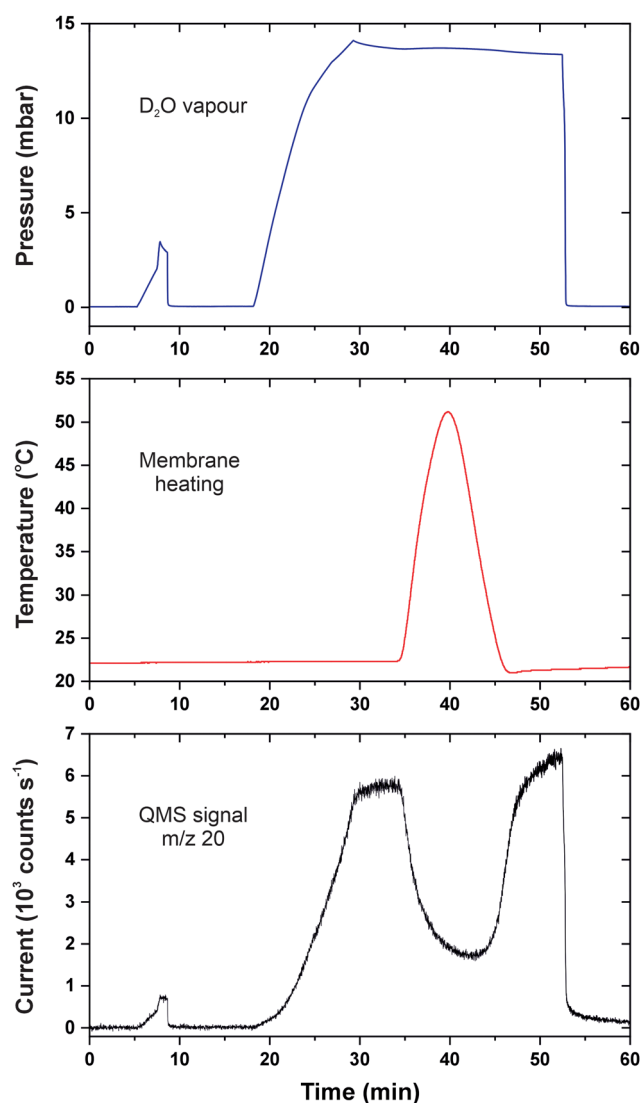 15
10
5
0
Pressure (mbar)
D₂O vapour
0 10 20 30 40 50 60
55
50
45
40
35
30
25
20
Temperature (°C)
Membrane
heating
0 10 20 30 40 50 60
7
6
5
4
3
2
1
0
Current (10³ counts s⁻¹)
QMS signal
m/z 20
0 10 20 30 40 50 60
Time (min)